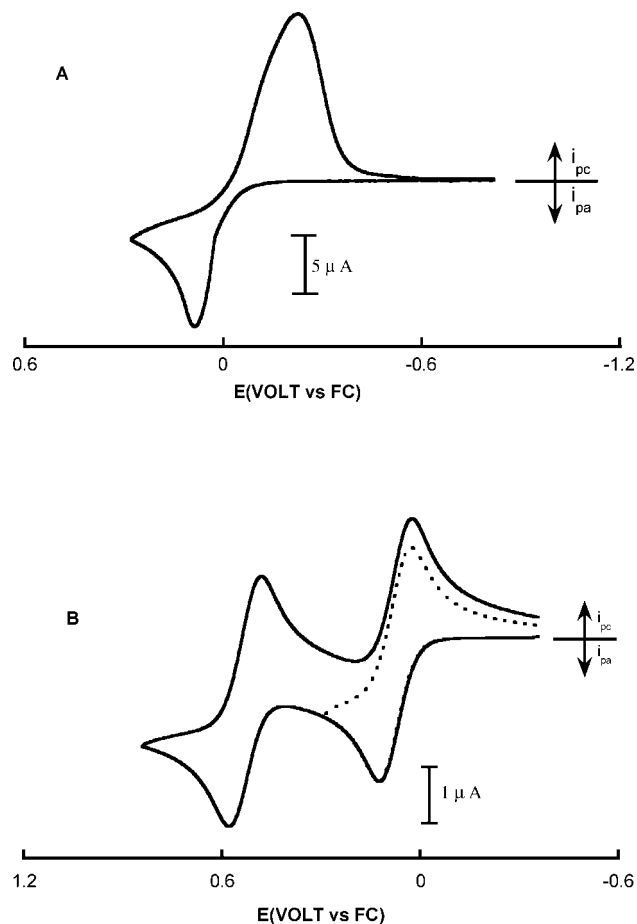 A
i pc
i pa
5 μ A
0.6 0 -0.6 -1.2
E(VOLT vs FC)
B
i pc
i pa
1 μ A
1.2 0.6 0 -0.6
E(VOLT vs FC)